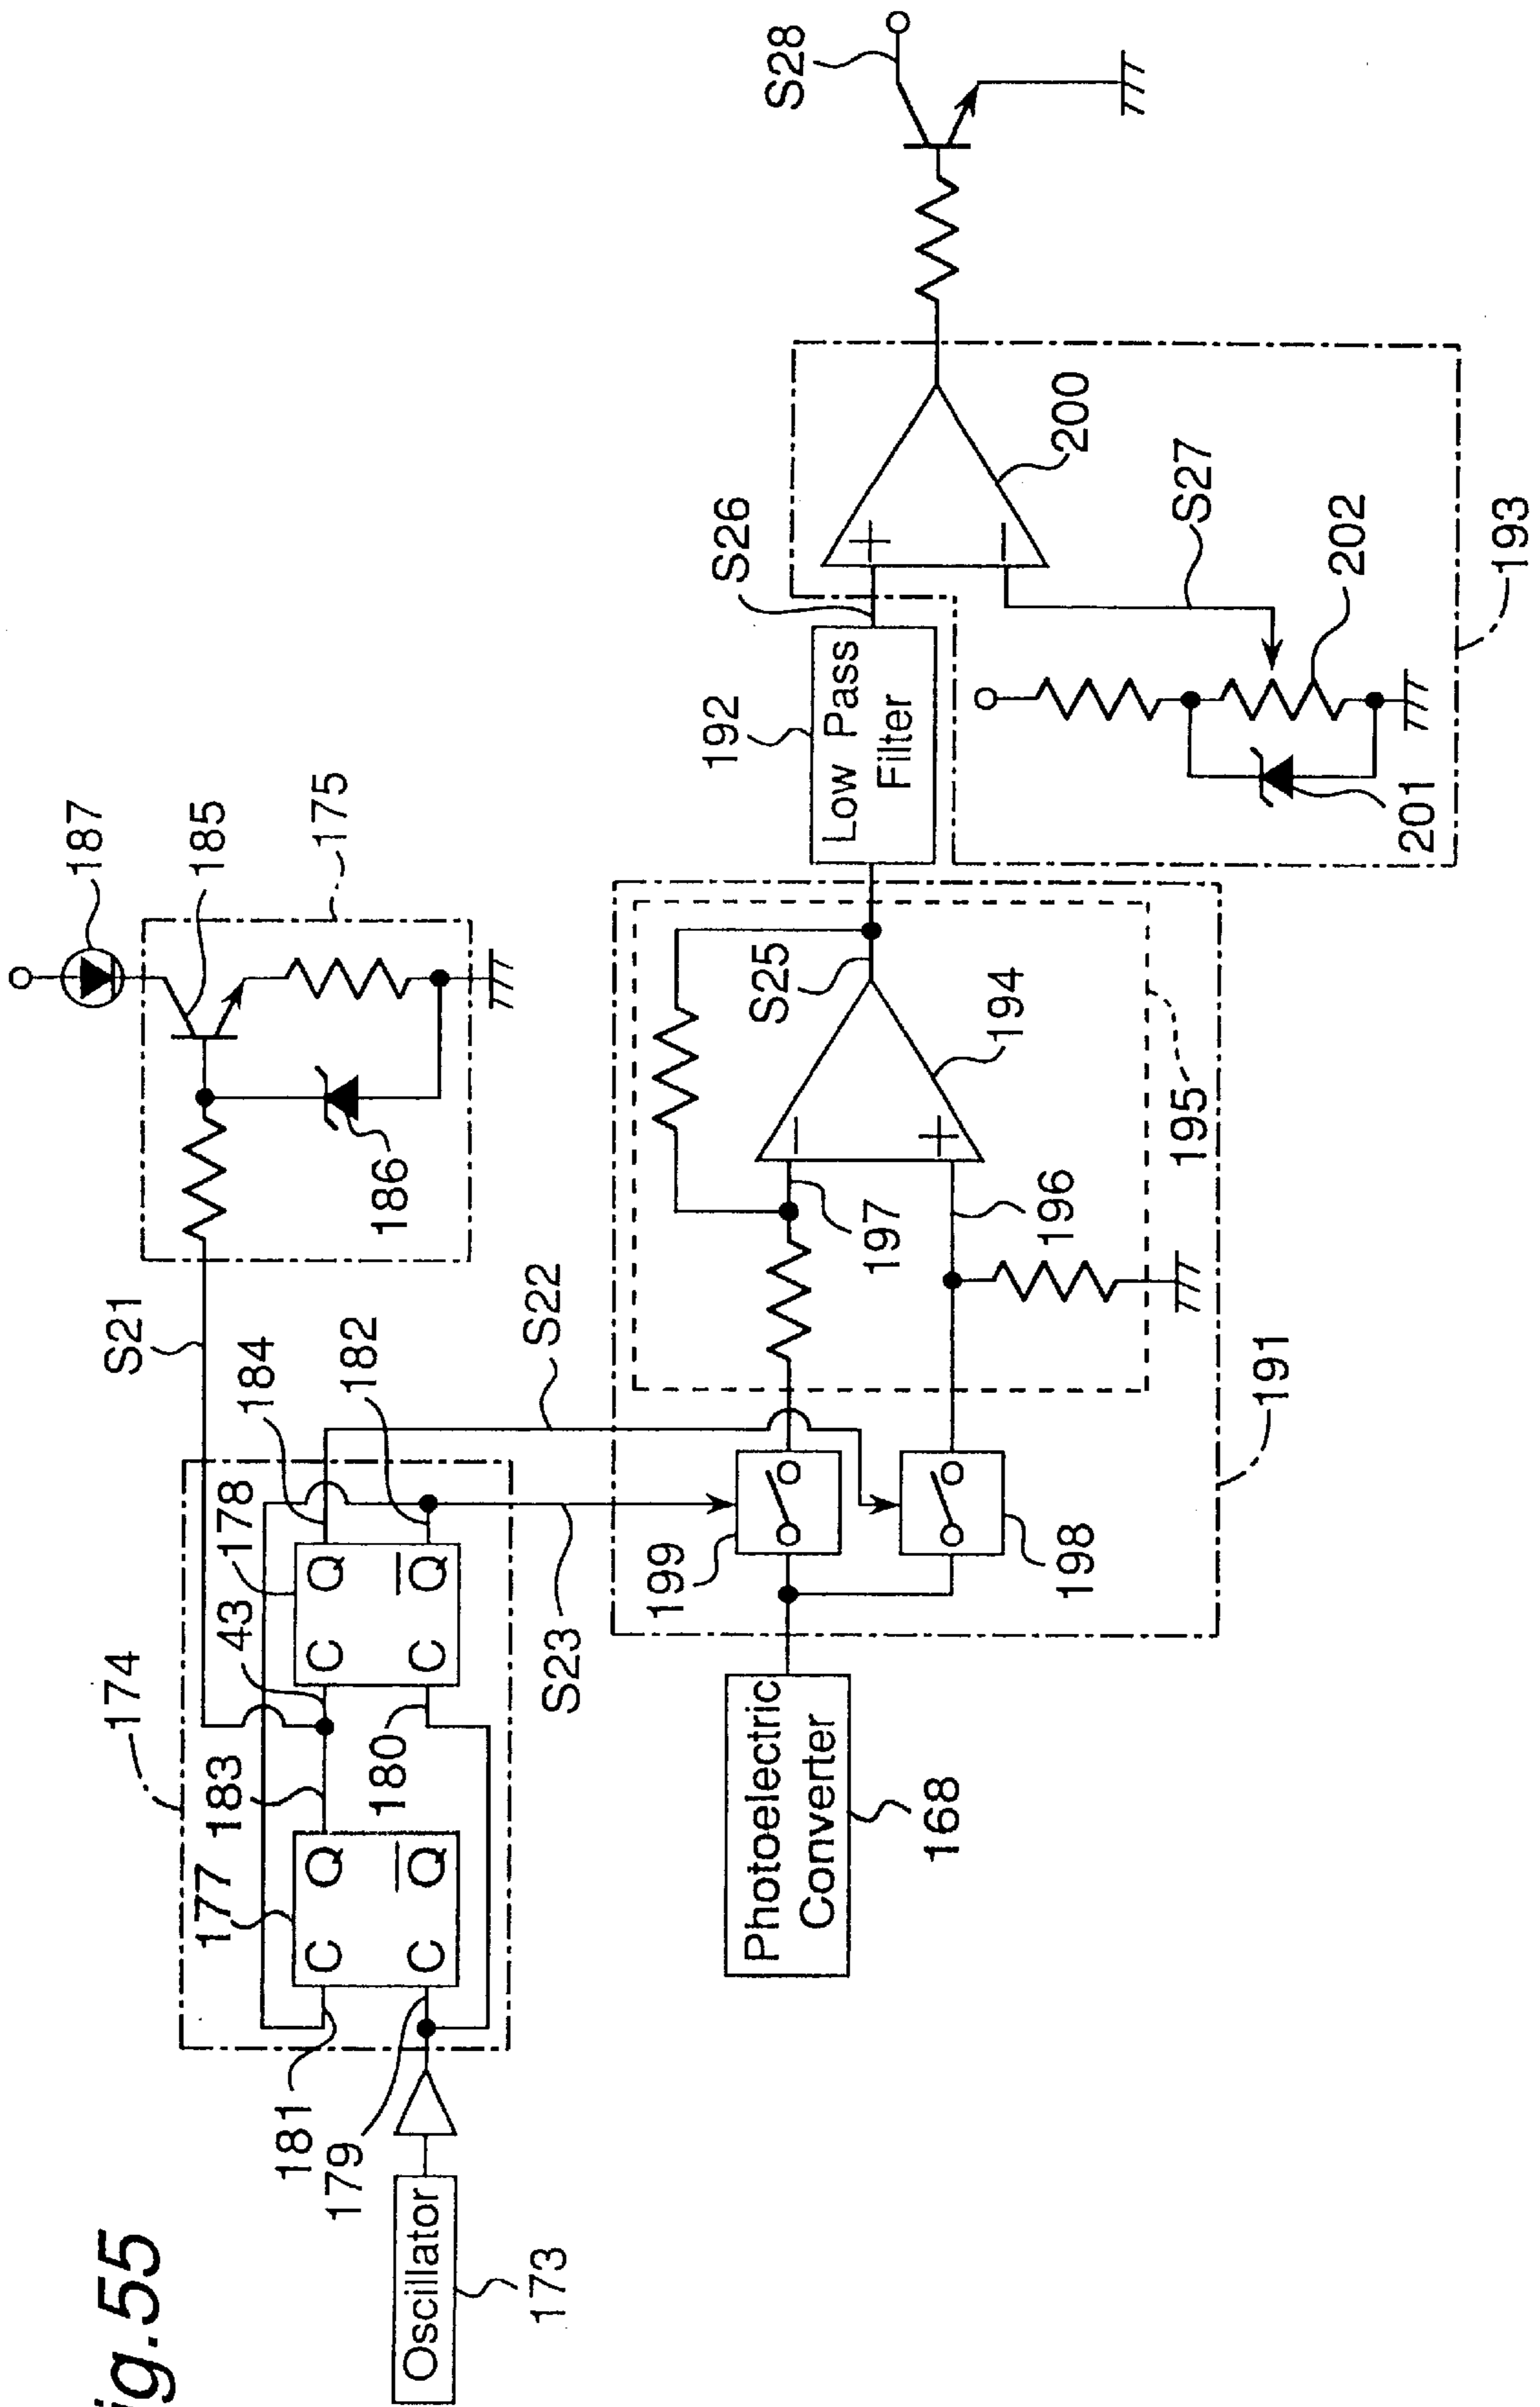 ig.55
Oscillator
173
179
181
174
177
C
Q
C
Q
183
43
180
178
C
Q
C
Q
184
182
S21
S22
S23
175
185
186
187
Photoelectric
Converter
168
191
199
198
197
196
195
194
S25
Low Pass
Filter
192
S26
200
S27
202
201
193
S28